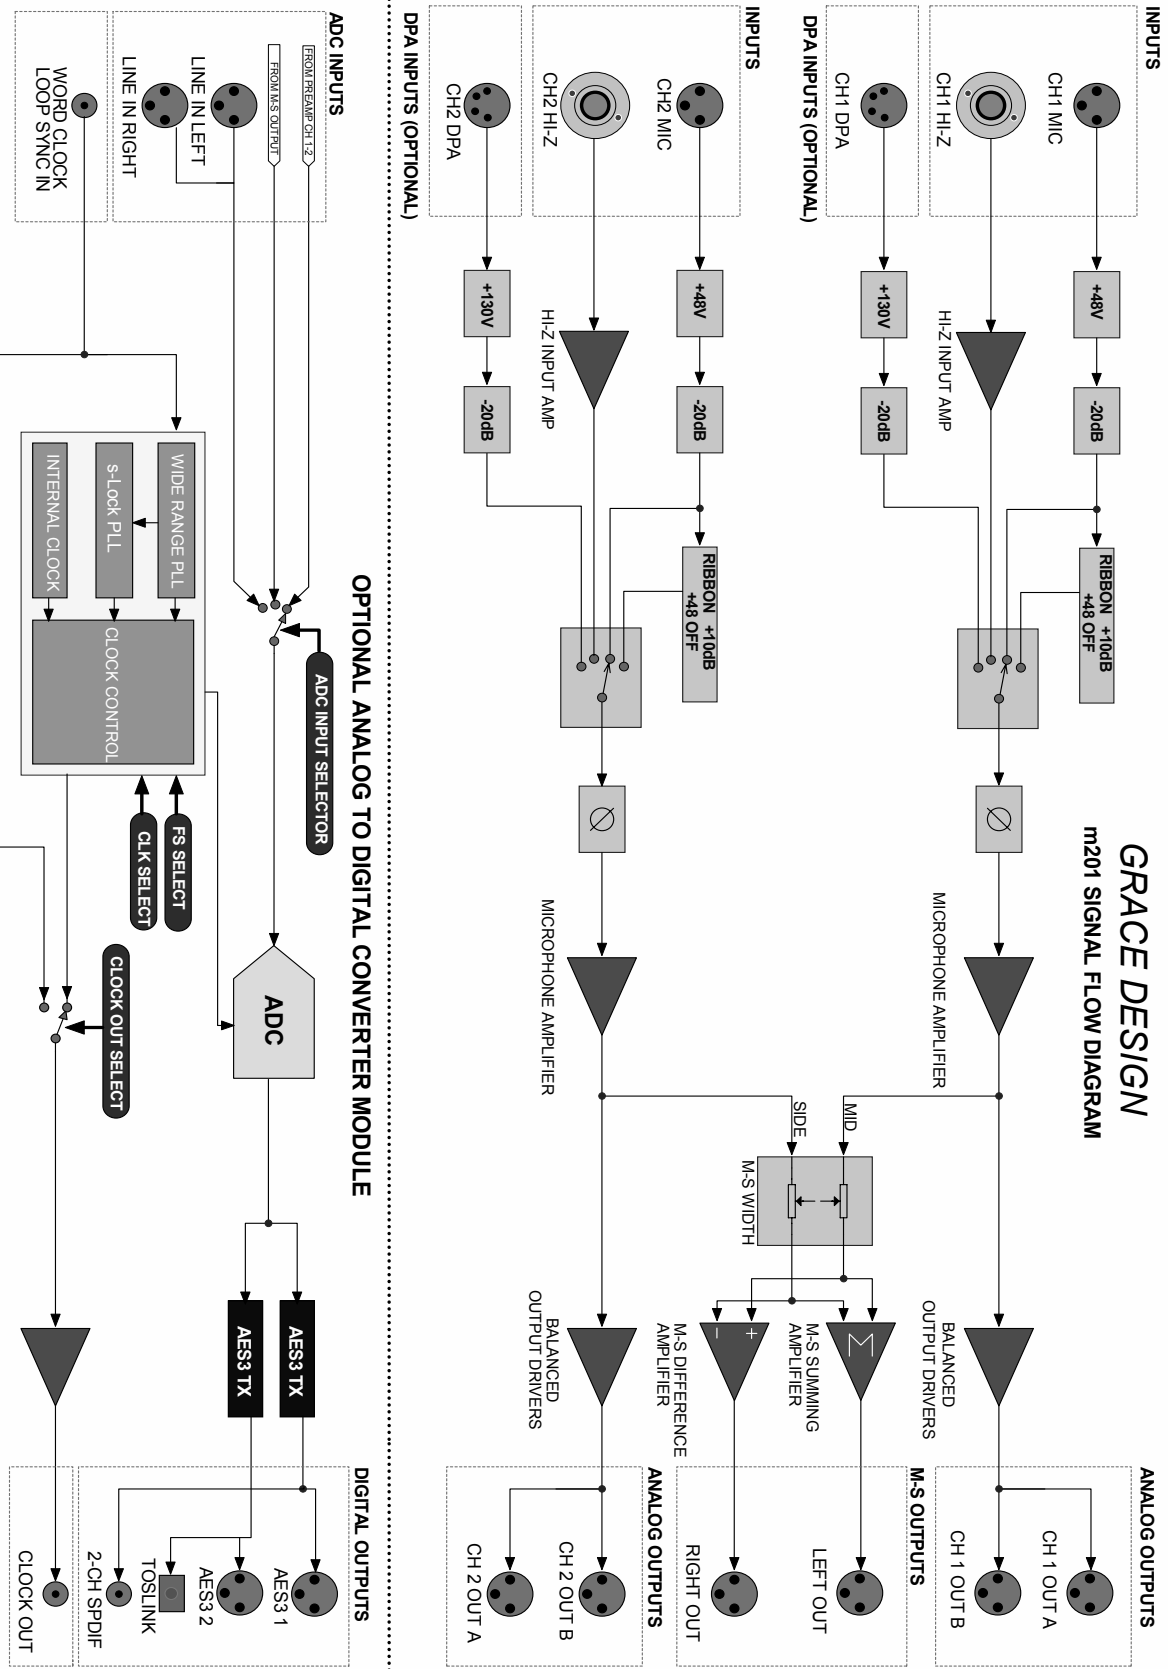 GRACE DESIGN
m201 SIGNAL FLOW DIAGRAM
INPUTS
CH1 MIC
CH1 HI-Z
CH1 DPA
DPA INPUTS (OPTIONAL)
+48V
-20dB
RIBBON +10dB
+48 OFF
HI-Z INPUT AMP
+130V
-20dB
Ø
MICROPHONE AMPLIFIER
BALANCED
OUTPUT DRIVERS
ANALOG OUTPUTS
CH 1 OUT A
CH 1 OUT B
MID
SIDE
M-S WIDTH
Σ
M-S SUMMING
AMPLIFIER
+
-
M-S DIFFERENCE
AMPLIFIER
M-S OUTPUTS
LEFT OUT
RIGHT OUT
INPUTS
CH2 MIC
CH2 HI-Z
CH2 DPA
DPA INPUTS (OPTIONAL)
+48V
-20dB
RIBBON +10dB
+48 OFF
HI-Z INPUT AMP
+130V
-20dB
Ø
MICROPHONE AMPLIFIER
BALANCED
OUTPUT DRIVERS
ANALOG OUTPUTS
CH 2 OUT B
CH 2 OUT A
OPTIONAL ANALOG TO DIGITAL CONVERTER MODULE
ADC INPUTS
FROM PREAMP CH 1-2
FROM M-S OUTPUT
LINE IN LEFT
LINE IN RIGHT
WORD CLOCK
LOOP SYNC IN
ADC INPUT SELECTOR
WIDE RANGE PLL
s-Lock PLL
INTERNAL CLOCK
CLOCK CONTROL
FS SELECT
CLK SELECT
ADC
CLOCK OUT SELECT
AES3 TX
AES3 TX
DIGITAL OUTPUTS
AES3 1
AES3 2
TOSLINK
2-CH SPDIF
CLOCK OUT